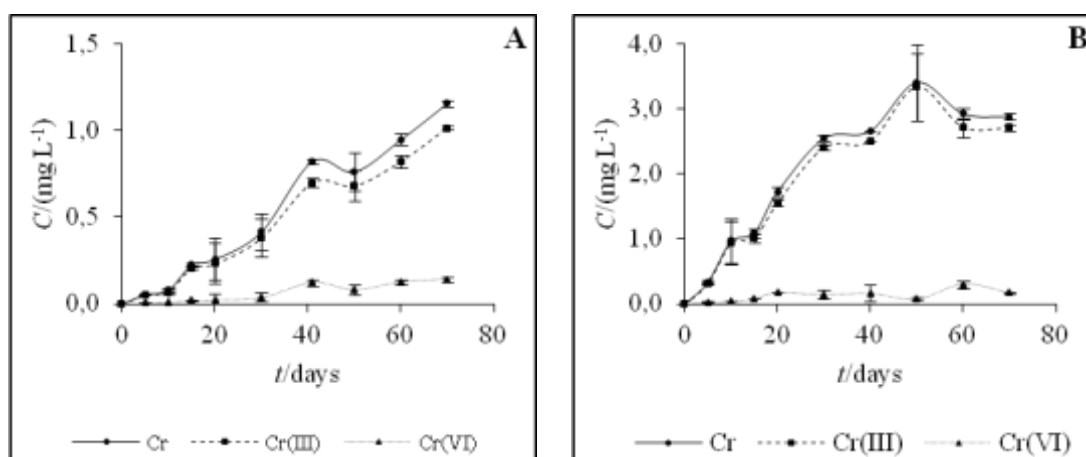 A
C/(mg L⁻¹)
1,5
1,0
0,5
0,0
0 20 40 60 80
t/days
Cr Cr(III) Cr(VI)
B
C/(mg L⁻¹)
4,0
3,0
2,0
1,0
0,0
0 20 40 60 80
t/days
Cr Cr(III) Cr(VI)